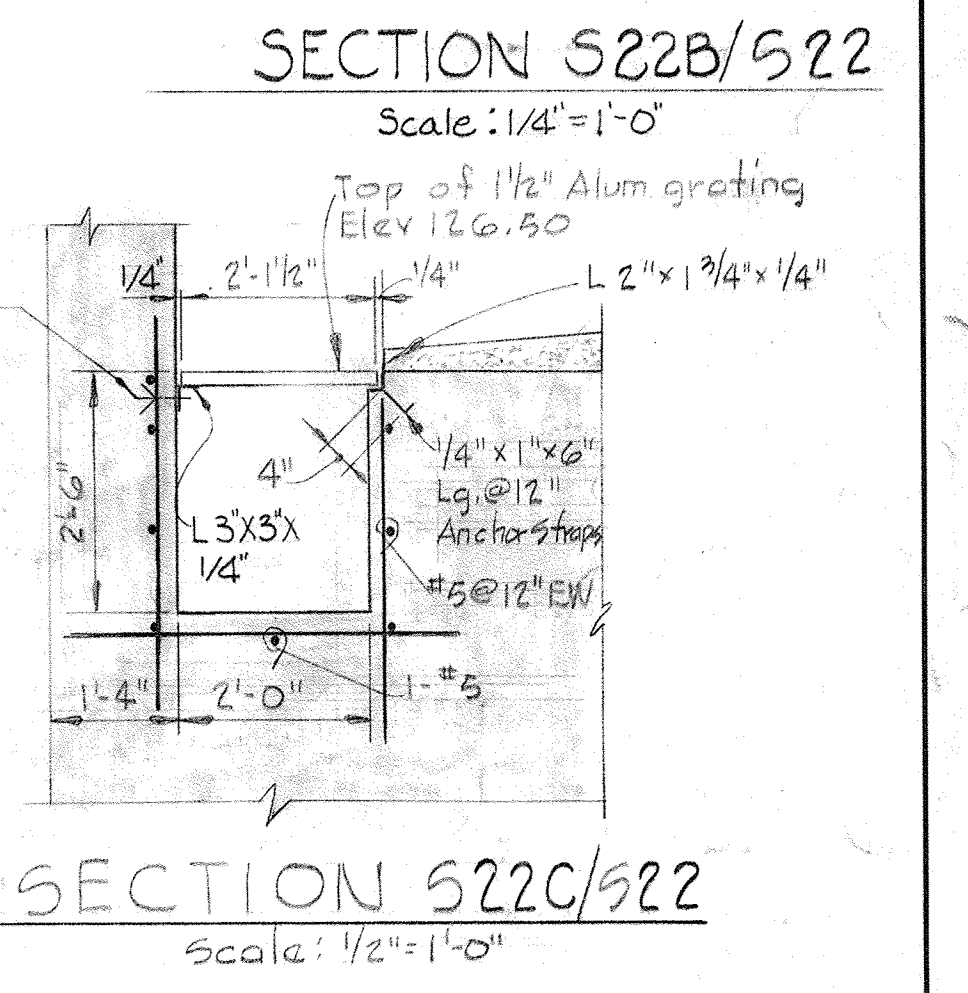 SECTION S22B/S22
Scale: 1/4"=1'-0"
Top of 1 1/2" Alum grating
Elev 126.50
1/4"
2'-1 1/2"
1/4"
L 2"x 1 3/4"x 1/4"
2'-6"
4"
1/4"x 1"x6"
Lg.@12"
Anchor Straps
L 3"X3"X
1/4"
#5@12"EW
1'-4"
2'-0"
1-#5
SECTION S22C/S22
Scale: 1/2"=1'-0"